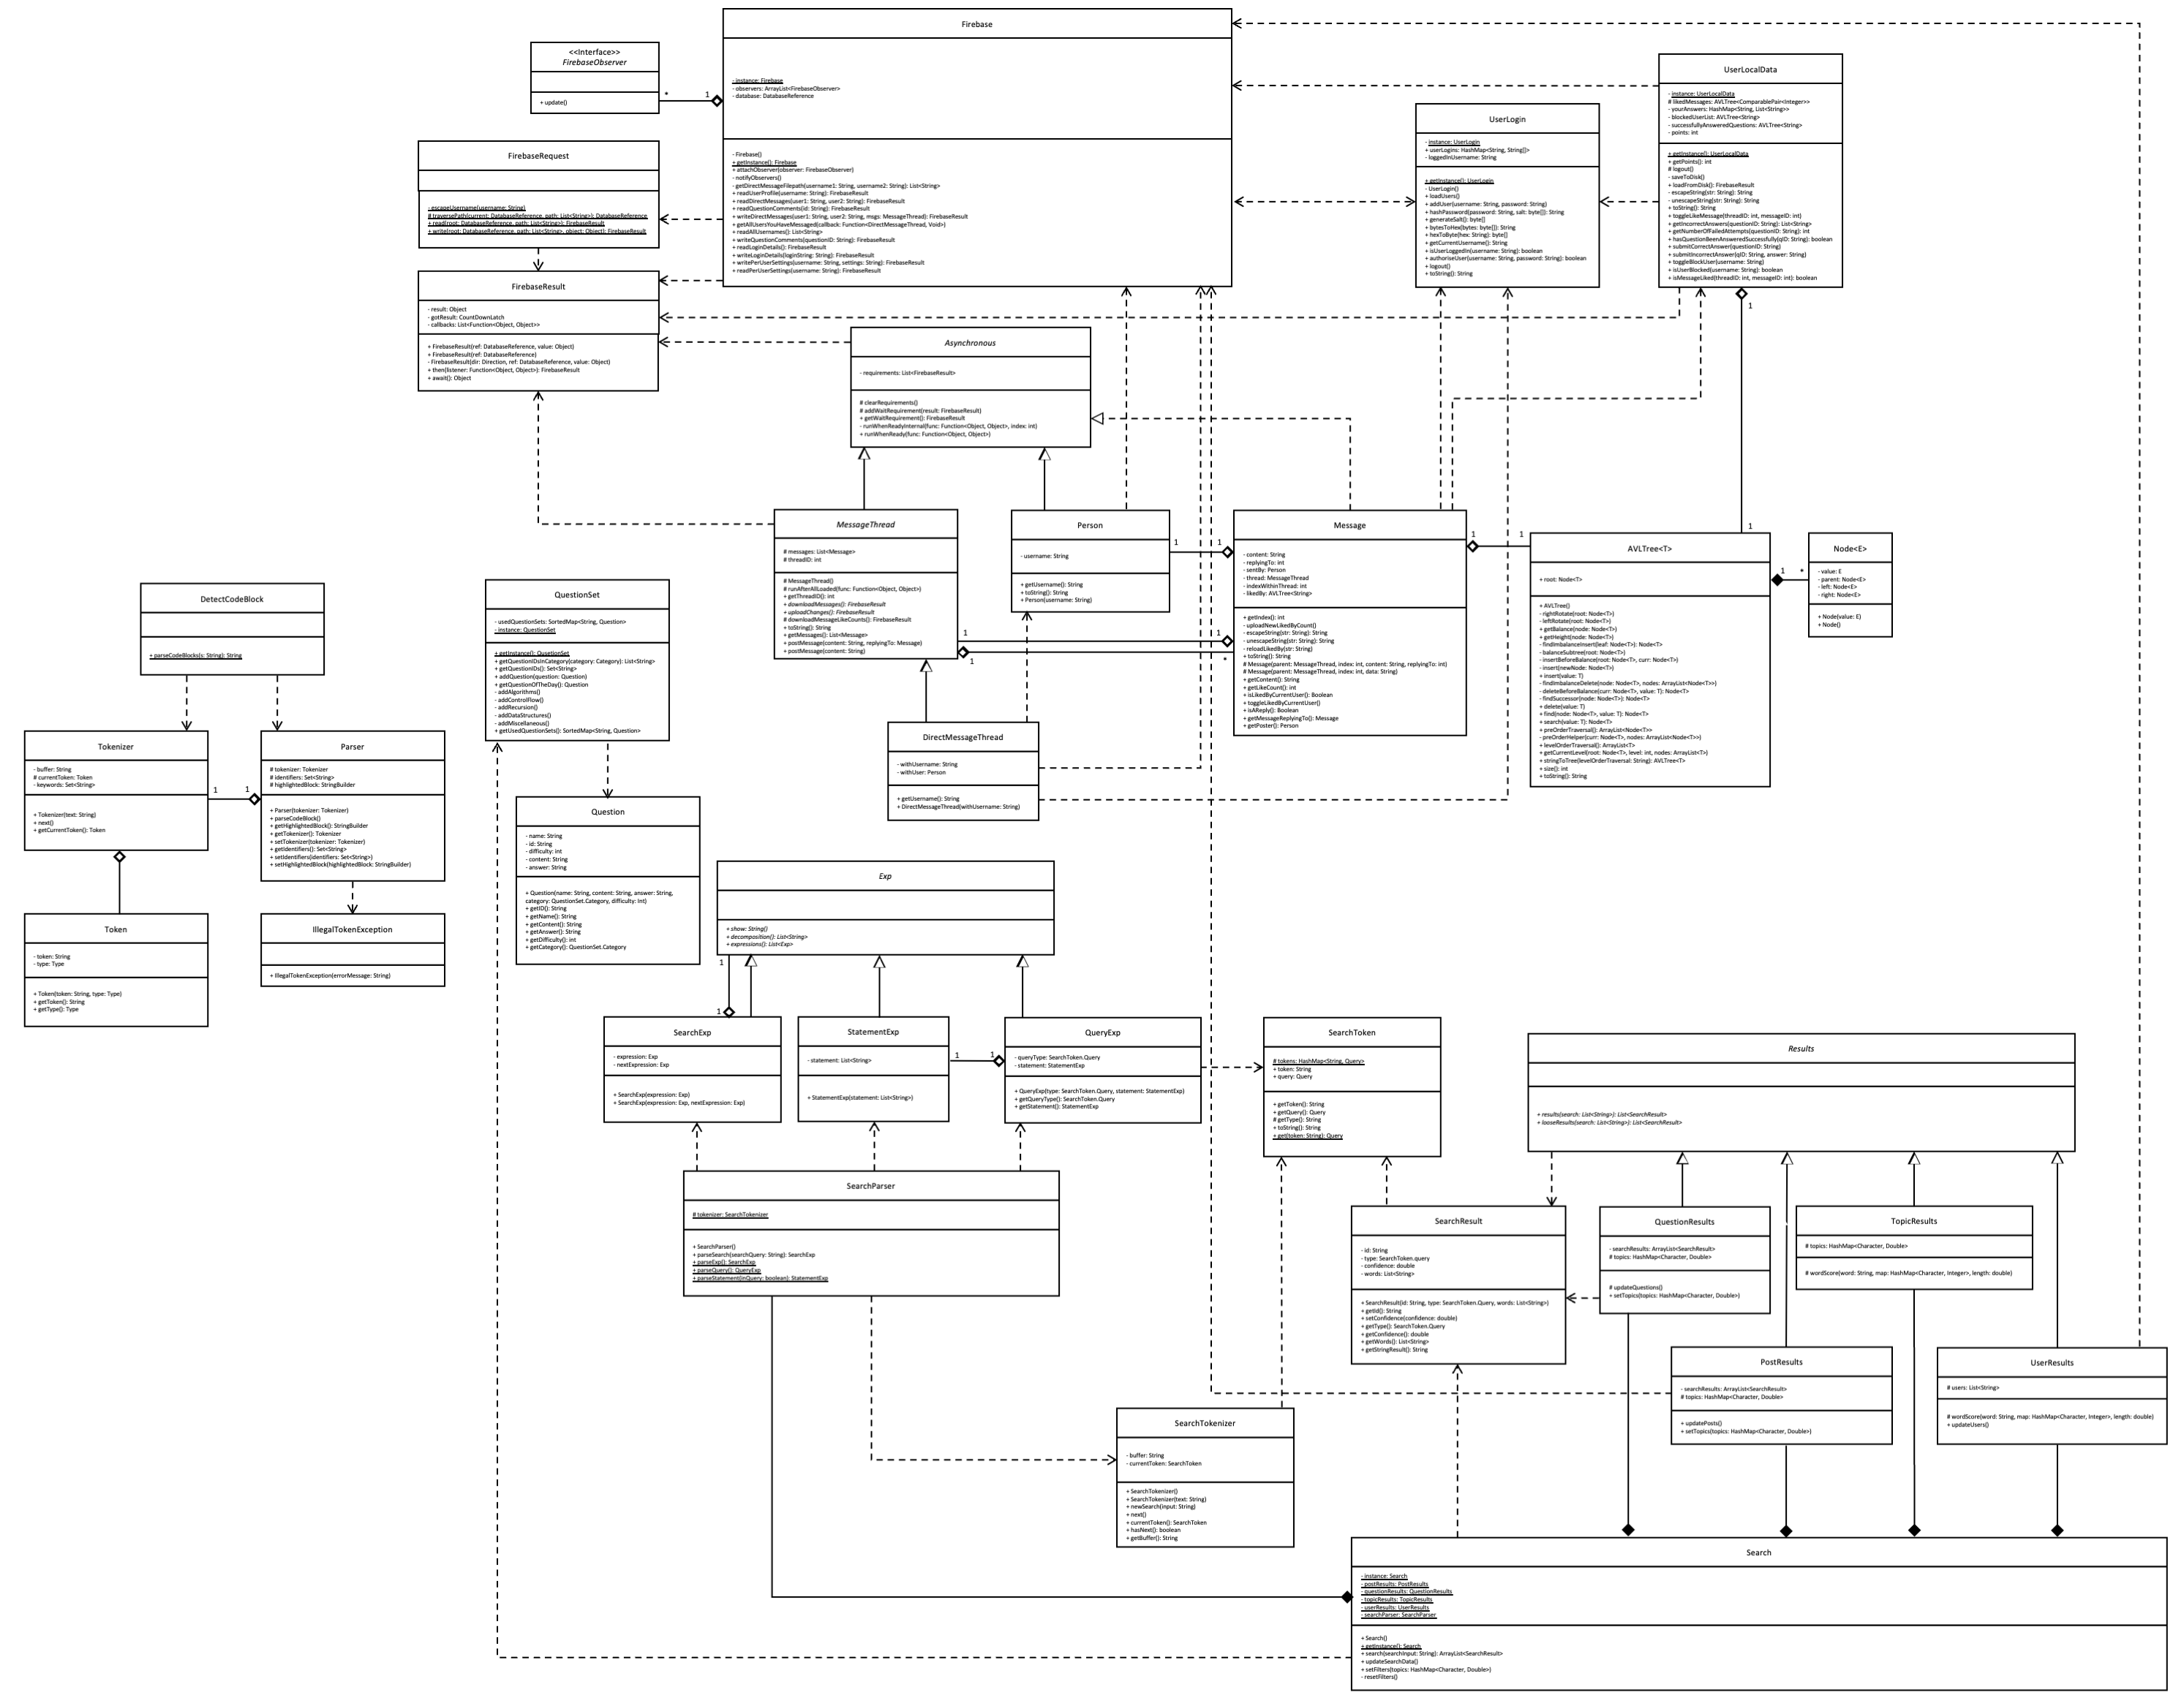 Firebase
- instance: Firebase
- observers: ArrayList<FirebaseObserver>
- database: DatabaseReference
- Firebase()
+ getInstance(): Firebase
+ attachObserver(observer: FirebaseObserver)
- notifyObservers()
- getDirectMessageFilepath(username1: String, username2: String): List<String>
+ readUserProfile(username: String): FirebaseResult
+ readDirectMessages(user1: String, user2: String): FirebaseResult
+ readQuestionComments(id: String): FirebaseResult
+ writeDirectMessages(user1: String, user2: String, msgs: MessageThread): FirebaseResult
+ getAllUsersYouHaveMessaged(callback: Function<DirectMessageThread, Void>)
+ readAllUsernames(): List<String>
+ writeQuestionComments(questionID: String): FirebaseResult
+ readLoginDetails(): FirebaseResult
+ writeLoginDetails(loginString: String): FirebaseResult
+ writePerUserSettings(username: String, settings: String): FirebaseResult
+ readPerUserSettings(username: String): FirebaseResult
<<Interface>>
FirebaseObserver
+ update()
*
1
FirebaseRequest
- escapeUsername(username: String)
# traversePath(current: DatabaseReference, path: List<String>): DatabaseReference
+ read(root: DatabaseReference, path: List<String>): FirebaseResult
+ write(root: DatabaseReference, path: List<String>, object: Object): FirebaseResult
FirebaseResult
- result: Object
- gotResult: CountDownLatch
- callbacks: List<Function<Object, Object>>
+ FirebaseResult(ref: DatabaseReference, value: Object)
+ FirebaseResult(ref: DatabaseReference)
- FirebaseResult(dir: Direction, ref: DatabaseReference, value: Object)
+ then(listener: Function<Object, Object>): FirebaseResult
+ await(): Object
UserLogin
- instance: UserLogin
+ userLogins: HashMap<String, String[]>
- loggedInUsername: String
+ getInstance(): UserLogin
- UserLogin()
+ loadUsers()
+ addUser(username: String, password: String)
+ hashPassword(password: String, salt: byte[]): String
+ generateSalt(): byte[]
+ bytesToHex(bytes: byte[]): String
+ hexToByte(hex: String): byte[]
+ getCurrentUsername(): String
+ isUserLoggedIn(username: String): boolean
+ authoriseUser(username: String, password: String): boolean
+ logout()
+ toString(): String
UserLocalData
- instance: UserLocalData
# likedMessages: AVLTree<ComparablePair<Integer>>
- yourAnswers: HashMap<String, List<String>>
- blockedUserList: AVLTree<String>
- successfullyAnsweredQuestions: AVLTree<String>
- points: int
+ getInstance(): UserLocalData
+ getPoints(): int
# logout()
- saveToDisk()
+ loadFromDisk(): FirebaseResult
- escapeString(str: String): String
- unescapeString(str: String): String
+ toString(): String
+ toggleLikeMessage(threadID: int, messageID: int)
+ getIncorrectAnswers(questionID: String): List<String>
+ getNumberOfFailedAttempts(questionID: String): int
+ hasQuestionBeenAnsweredSuccessfully(qID: String): boolean
+ submitCorrectAnswer(questionID: String)
+ submitIncorrectAnswer(qID: String, answer: String)
+ toggleBlockUser(username: String)
+ isUserBlocked(username: String): boolean
+ isMessageLiked(threadID: int, messageID: int): boolean
1
1
Asynchronous
- requirements: List<FirebaseResult>
# clearRequirements()
# addWaitRequirement(result: FirebaseResult)
+ getWaitRequirement(): FirebaseResult
- runWhenReadyInternal(func: Function<Object, Object>, index: int)
+ runWhenReady(func: Function<Object, Object>)
MessageThread
# messages: List<Message>
# threadID: int
# MessageThread()
# runAfterAllLoaded(func: Function<Object, Object>)
+ getThreadID(): int
+ downloadMessages(): FirebaseResult
+ uploadChanges(): FirebaseResult
# downloadMessageLikeCounts(): FirebaseResult
+ toString(): String
+ getMessages(): List<Message>
+ postMessage(content: String, replyingTo: Message)
+ postMessage(content: String)
Person
- username: String
+ getUsername(): String
+ toString(): String
+ Person(username: String)
1
1
1
1
1
*
Message
- content: String
- replyingTo: int
- sentBy: Person
- thread: MessageThread
- indexWithinThread: int
- likedBy: AVLTree<String>
+ getIndex(): int
- uploadNewLikedByCount()
- escapeString(str: String): String
- unescapeString(str: String): String
- reloadLikedBy(str: String)
+ toString(): String
# Message(parent: MessageThread, index: int, content: String, replyingTo: int)
# Message(parent: MessageThread, index: int, data: String)
+ getContent(): String
+ getLikeCount(): int
+ isLikedByCurrentUser(): Boolean
+ toggleLikedByCurrentUser()
+ isAReply(): Boolean
+ getMessageReplyingTo(): Message
+ getPoster(): Person
1
1
AVLTree<T>
+ root: Node<T>
+ AVLTree()
- rightRotate(root: Node<T>)
- leftRotate(root: Node<T>)
+ getBalance(node: Node<T>)
+ getHeight(node: Node<T>)
- findImbalanceInsert(leaf: Node<T>): Node<T>
- balanceSubtree(root: Node<T>)
- insertBeforeBalance(root: Node<T>, curr: Node<T>)
- insert(newNode: Node<T>)
+ insert(value: T)
- findImbalanceDelete(node: Node<T>, nodes: ArrayList<Node<T>>)
- deleteBeforeBalance(curr: Node<T>, value: T): Node<T>
- findSuccessor(node: Node<T>): Node<T>
+ delete(value: T)
- find(node: Node<T>, value: T): Node<T>
+ search(value: T): Node<T>
+ preOrderTraversal(): ArrayList<Node<T>>
- preOrderHelper(curr: Node<T>, nodes: ArrayList<Node<T>>)
+ levelOrderTraversal(): ArrayList<T>
+ getCurrentLevel(root: Node<T>, level: int, nodes: ArrayList<T>)
+ stringToTree(levelOrderTraversal: String): AVLTree<T>
+ size(): int
+ toString(): String
1
*
Node<E>
- value: E
- parent: Node<E>
- left: Node<E>
- right: Node<E>
+ Node(value: E)
+ Node()
DirectMessageThread
- withUsername: String
- withUser: Person
+ getUsername(): String
+ DirectMessageThread(withUsername: String)
DetectCodeBlock
+ parseCodeBlocks(s: String): String
Tokenizer
- buffer: String
# currentToken: Token
- keywords: Set<String>
+ Tokenizer(text: String)
+ next()
+ getCurrentToken(): Token
1
1
Parser
# tokenizer: Tokenizer
# identifiers: Set<String>
# highlightedBlock: StringBuilder
+ Parser(tokenizer: Tokenizer)
+ parseCodeBlock()
+ getHighlightedBlock(): StringBuilder
+ getTokenizer(): Tokenizer
+ setTokenizer(tokenizer: Tokenizer)
+ getIdentifiers(): Set<String>
+ setIdentifiers(identifiers: Set<String>)
+ setHighlightedBlock(highlightedBlock: StringBuilder)
Token
- token: String
- type: Type
+ Token(token: String, type: Type)
+ getToken(): String
+ getType(): Type
IllegalTokenException
+ IllegalTokenException(errorMessage: String)
QuestionSet
- usedQuestionSets: SortedMap<String, Question>
- instance: QuestionSet
+ getInstance(): QusetionSet
+ getQuestionIDsInCategory(category: Category): List<String>
+ getQuestionIDs(): Set<String>
+ addQuestion(question: Question)
+ getQuestionOfTheDay(): Question
- addAlgorithms()
- addControlFlow()
- addRecursion()
- addDataStructures()
- addMiscellaneous()
+ getUsedQuestionSets(): SortedMap<String, Question>
Question
- name: String
- id: String
- difficulty: int
- content: String
- answer: String
+ Question(name: String, content: String, answer: String,
category: QuestionSet.Category, difficulty: Int)
+ getID(): String
+ getName(): String
+ getContent(): String
+ getAnswer(): String
+ getDifficulty(): int
+ getCategory(): QuestionSet.Category
Exp
+ show: String()
+ decomposition(): List<String>
+ expressions(): List<Exp>
1
1
SearchExp
- expression: Exp
- nextExpression: Exp
+ SearchExp(expression: Exp)
+ SearchExp(expression: Exp, nextExpression: Exp)
StatementExp
- statement: List<String>
+ StatementExp(statement: List<String>)
1
1
QueryExp
- queryType: SearchToken.Query
- statement: StatementExp
+ QueryExp(type: SearchToken.Query, statement: StatementExp)
+ getQueryType(): SearchToken.Query
+ getStatement(): StatementExp
SearchToken
# tokens: HashMap<String, Query>
+ token: String
+ query: Query
+ getToken(): String
+ getQuery(): Query
# getType(): String
+ toString(): String
+ get(token: String): Query
Results
+ results(search: List<String>): List<SearchResult>
+ looseResults(search: List<String>): List<SearchResult>
SearchParser
# tokenizer: SearchTokenizer
+ SearchParser()
+ parseSearch(searchQuery: String): SearchExp
+ parseExp(): SearchExp
+ parseQuery(): QueryExp
+ parseStatement(inQuery: boolean): StatementExp
SearchResult
- id: String
- type: SearchToken.query
- confidence: double
- words: List<String>
+ SearchResult(id: String, type: SearchToken.Query, words: List<String>)
+ getId(): String
+ setConfidence(confidence: double)
+ getType(): SearchToken.Query
+ getConfidence(): double
+ getWords(): List<String>
+ getStringResult(): String
QuestionResults
- searchResults: ArrayList<SearchResult>
# topics: HashMap<Character, Double>
# updateQuestions()
+ setTopics(topics: HashMap<Character, Double>)
TopicResults
# topics: HashMap<Character, Double>
# wordScore(word: String, map: HashMap<Character, Integer>, length: double)
PostResults
- searchResults: ArrayList<SearchResult>
# topics: HashMap<Character, Double>
+ updatePosts()
+ setTopics(topics: HashMap<Character, Double>)
UserResults
# users: List<String>
# wordScore(word: String, map: HashMap<Character, Integer>, length: double)
+ updateUsers()
SearchTokenizer
- buffer: String
- currentToken: SearchToken
+ SearchTokenizer()
+ SearchTokenizer(text: String)
+ newSearch(input: String)
+ next()
+ currentToken(): SearchToken
+ hasNext(): boolean
+ getBuffer(): String
Search
- instance: Search
- postResults: PostResults
- questionResults: QuestionResults
- topicResults: TopicResults
- userResults: UserResults
- searchParser: SearchParser
+ Search()
+ getInstance(): Search
+ search(searchInput: String): ArrayList<SearchResult>
+ updateSearchData()
+ setFilters(topics: HashMap<Character, Double>)
- resetFilters()